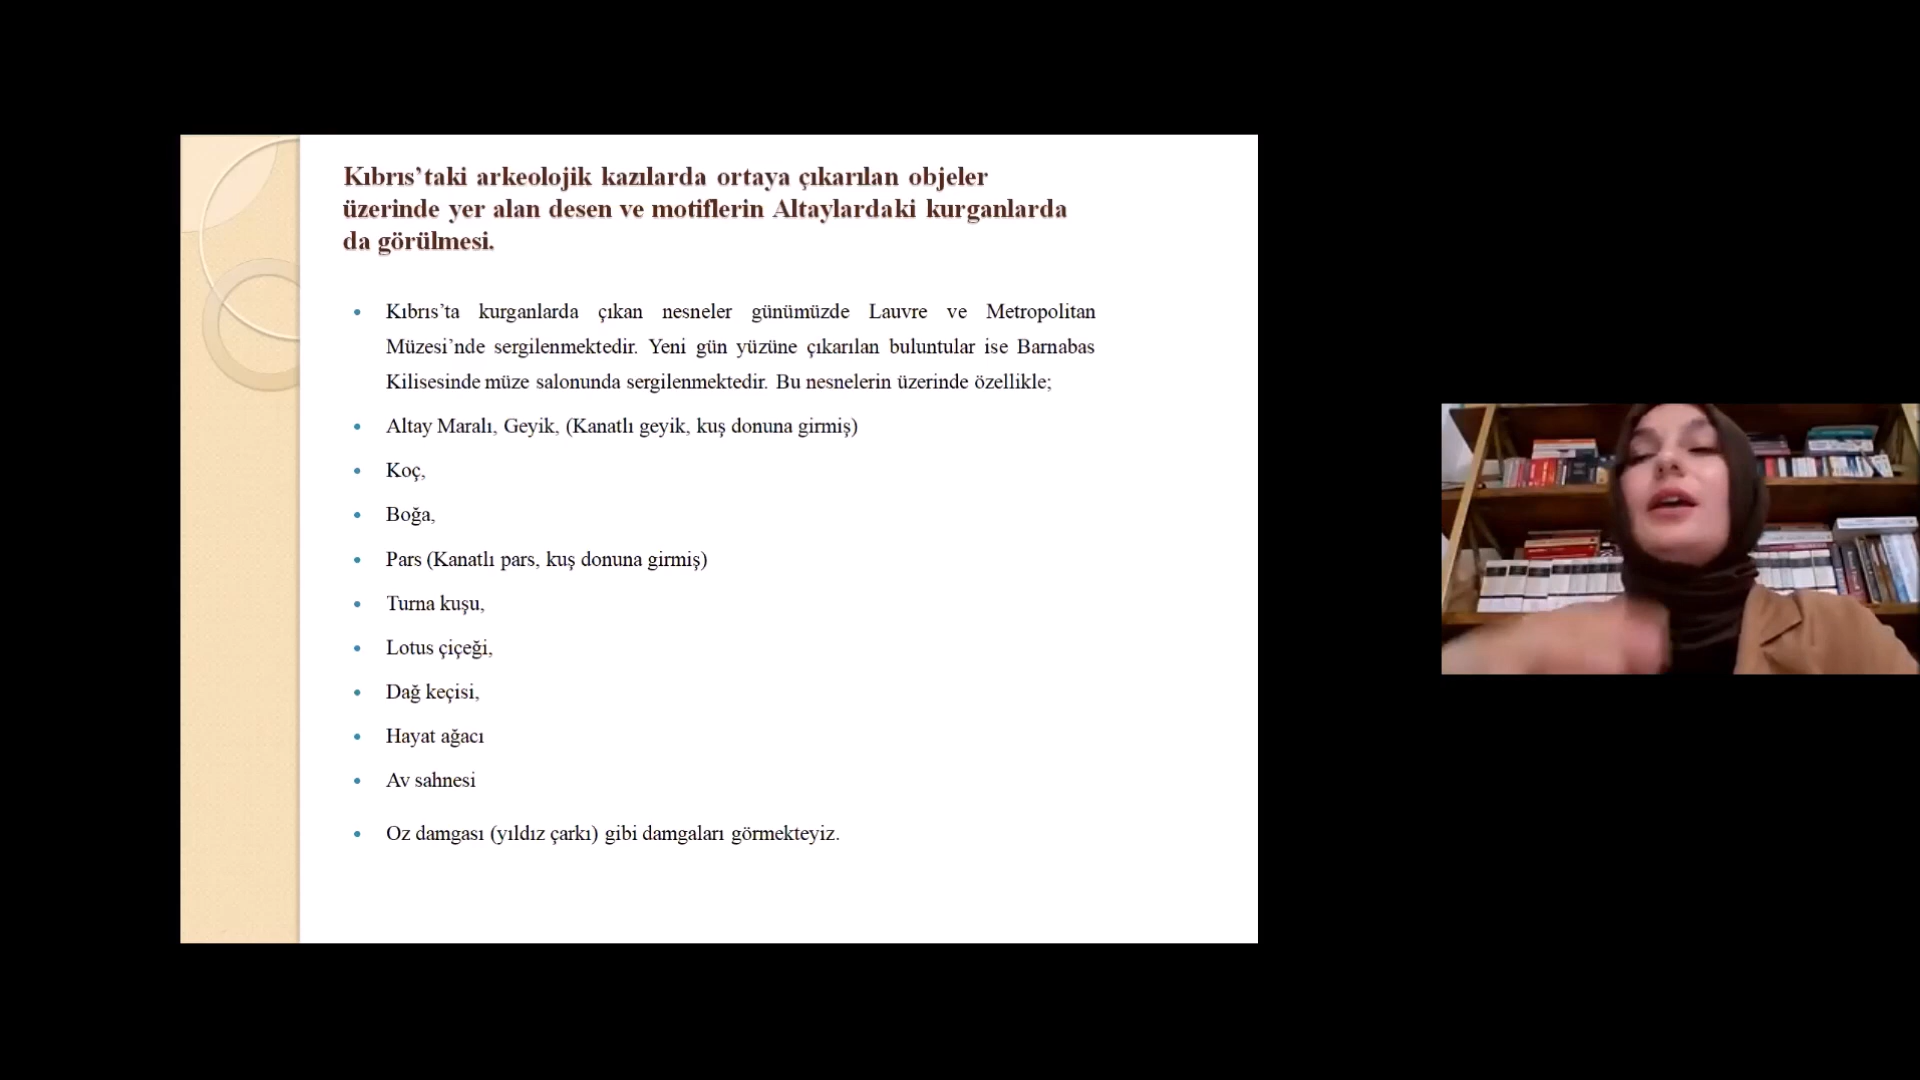 Kıbrıs’taki arkeolojik kazılarda ortaya çıkarılan objeler
üzerinde yer alan desen ve motiflerin Altaylardaki kurganlarda
da görülmesi.
• Kıbrıs’ta kurganlarda çıkan nesneler günümüzde Lauvre ve Metropolitan
Müzesi’nde sergilenmektedir. Yeni gün yüzüne çıkarılan buluntular ise Barnabas
Kilisesinde müze salonunda sergilenmektedir. Bu nesnelerin üzerinde özellikle;
• Altay Maralı, Geyik, (Kanatlı geyik, kuş donuna girmiş)
• Koç,
• Boğa,
• Pars (Kanatlı pars, kuş donuna girmiş)
• Turna kuşu,
• Lotus çiçeği,
• Dağ keçisi,
• Hayat ağacı
• Av sahnesi
• Oz damgası (yıldız çarkı) gibi damgaları görmekteyiz.